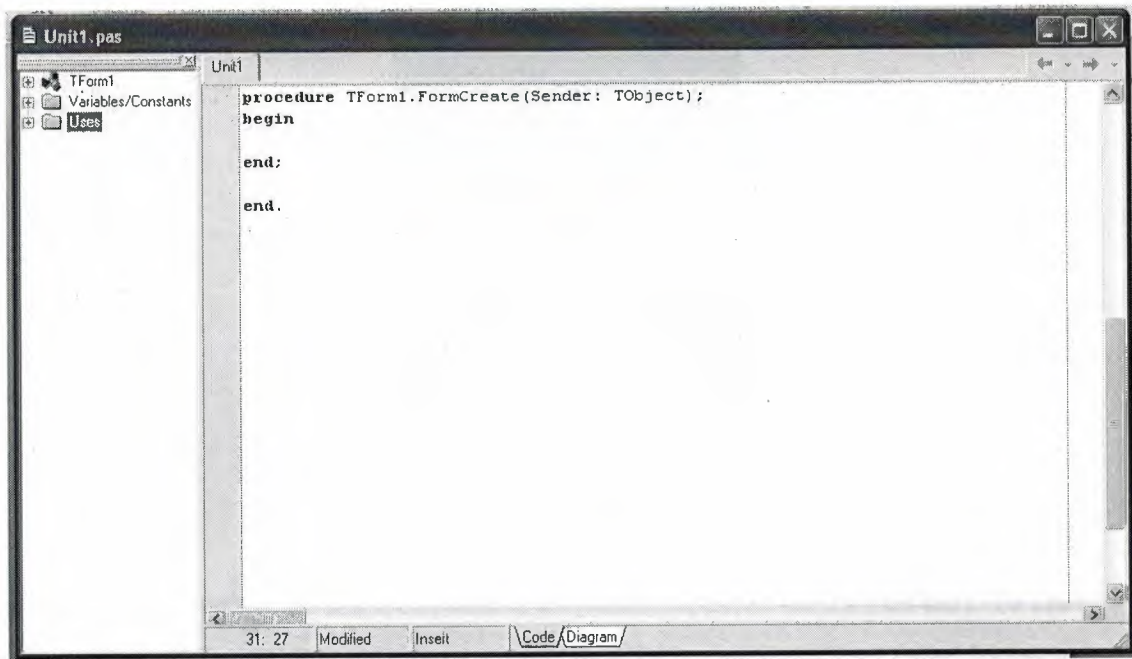 Unit1.pas
TForm1
Variables/Constants
Uses
Unit1
procedure TForm1.FormCreate(Sender: TObject);
begin
end;
end.
31: 27 Modified Insert Code Diagram